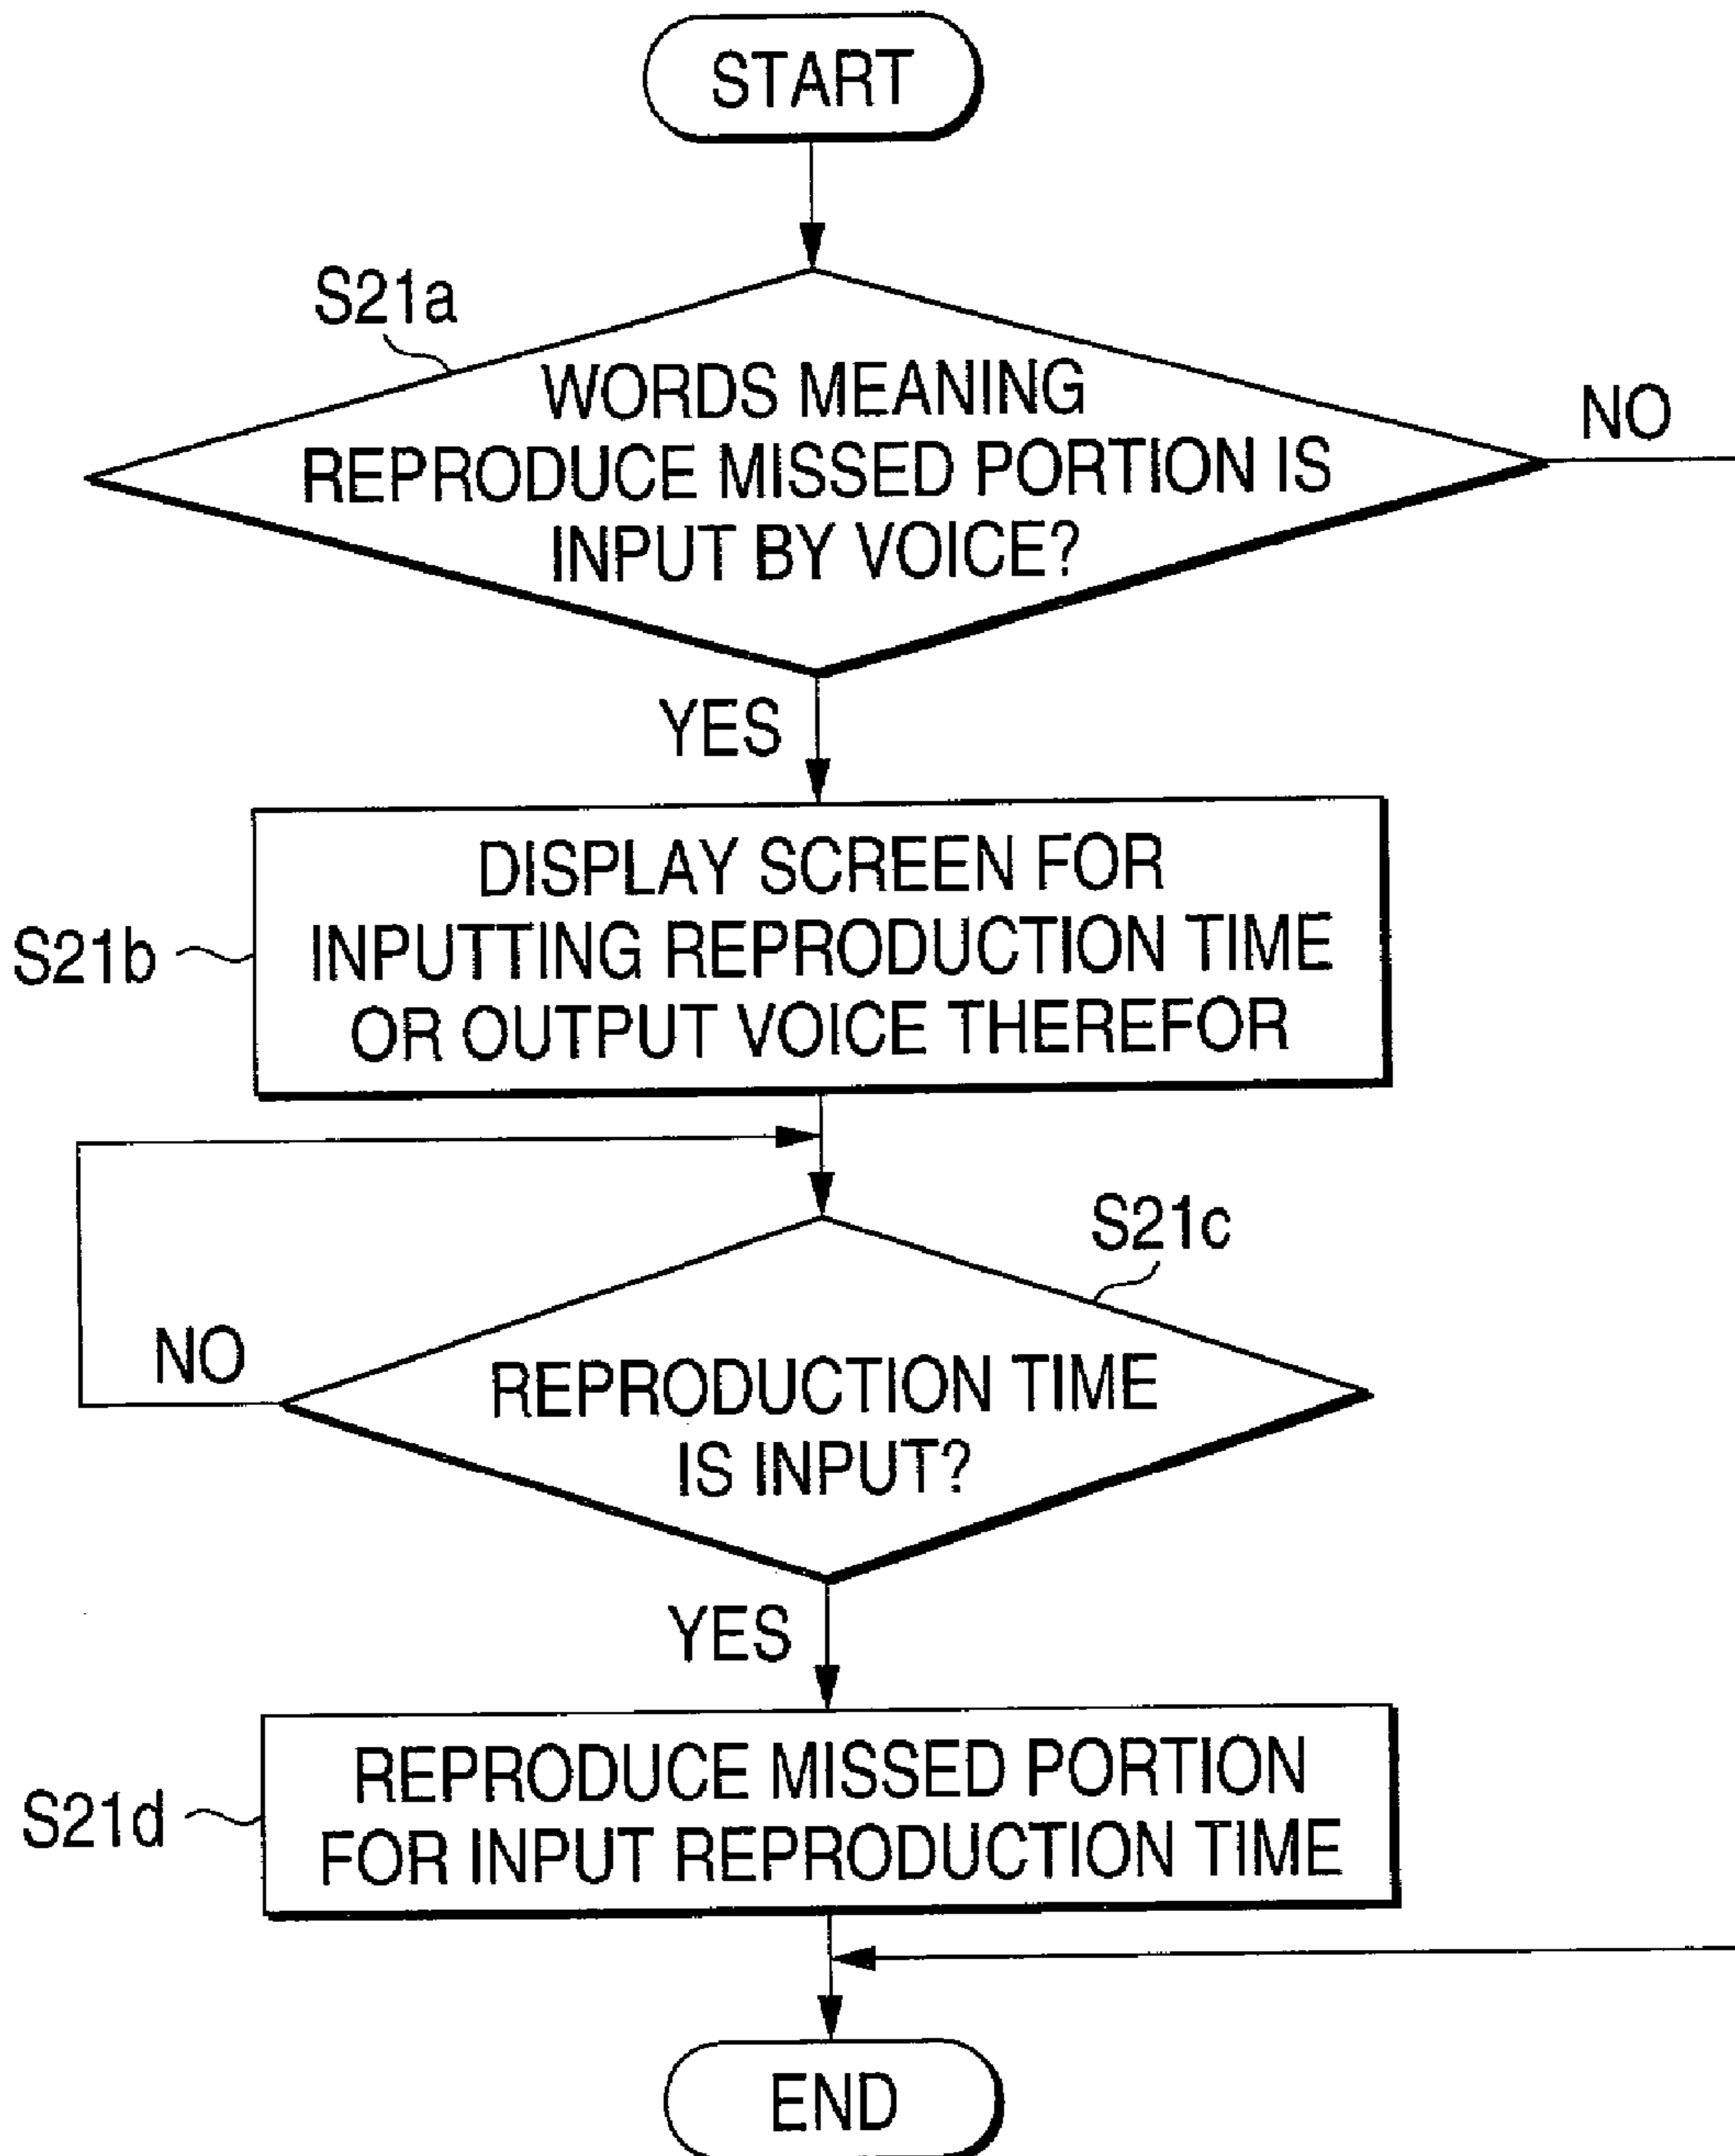 START
S21a
WORDS MEANING
REPRODUCE MISSED PORTION IS
INPUT BY VOICE?
NO
YES
S21b
DISPLAY SCREEN FOR
INPUTTING REPRODUCTION TIME
OR OUTPUT VOICE THEREFOR
S21c
NO
REPRODUCTION TIME
IS INPUT?
YES
S21d
REPRODUCE MISSED PORTION
FOR INPUT REPRODUCTION TIME
END